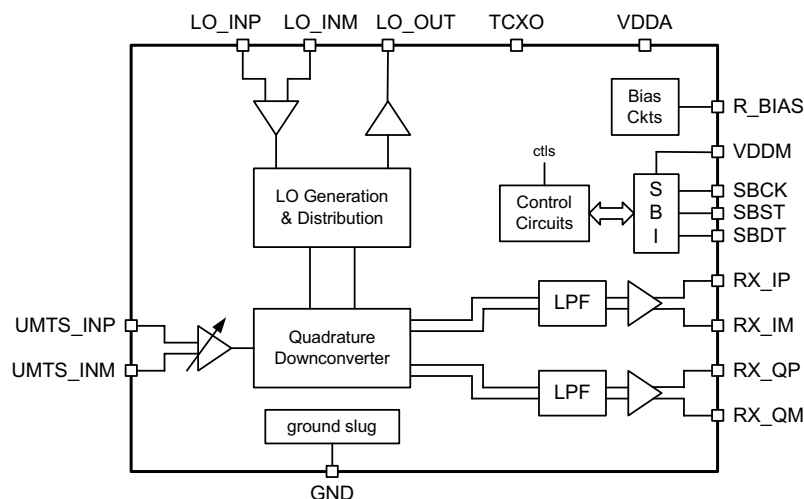 LO_INP LO_INM LO_OUT TCXO VDDA
Bias
Ckts
R_BIAS
VDDM
ctls
LO Generation
& Distribution
Control
Circuits
S
B
I
SBCK
SBST
SBDT
RX_IP
LPF
UMTS_INP
Quadrature
Downconverter
RX_IM
UMTS_INM
RX_QP
LPF
ground slug
RX_QM
GND